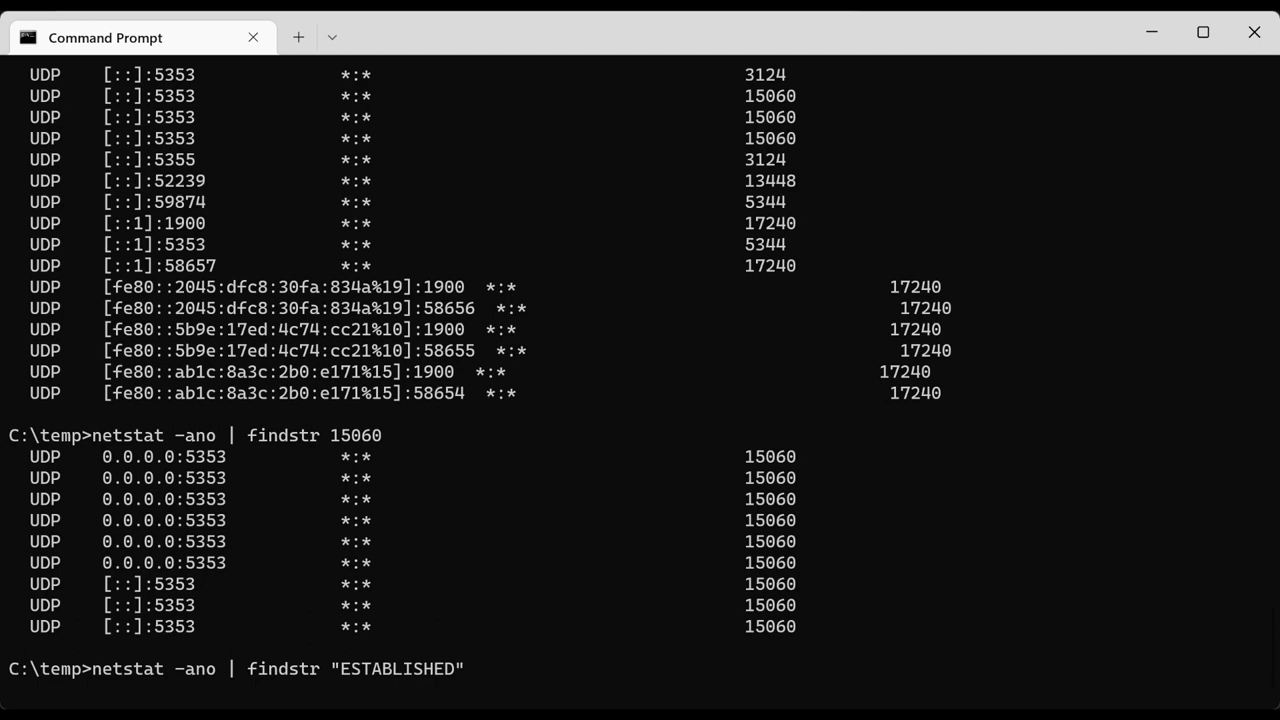 Command Prompt
UDP [::]:5353 *:* 3124
UDP [::]:5353 *:* 15060
UDP [::]:5353 *:* 15060
UDP [::]:5353 *:* 15060
UDP [::]:5355 *:* 3124
UDP [::]:52239 *:* 13448
UDP [::]:59874 *:* 5344
UDP [::1]:1900 *:* 17240
UDP [::1]:5353 *:* 5344
UDP [::1]:58657 *:* 17240
UDP [fe80::2045:dfc8:30fa:834a%19]:1900 *:* 17240
UDP [fe80::2045:dfc8:30fa:834a%19]:58656 *:* 17240
UDP [fe80::5b9e:17ed:4c74:cc21%10]:1900 *:* 17240
UDP [fe80::5b9e:17ed:4c74:cc21%10]:58655 *:* 17240
UDP [fe80::ab1c:8a3c:2b0:e171%15]:1900 *:* 17240
UDP [fe80::ab1c:8a3c:2b0:e171%15]:58654 *:* 17240
C:\temp>netstat -ano | findstr 15060
UDP 0.0.0.0:5353 *:* 15060
UDP 0.0.0.0:5353 *:* 15060
UDP 0.0.0.0:5353 *:* 15060
UDP 0.0.0.0:5353 *:* 15060
UDP 0.0.0.0:5353 *:* 15060
UDP 0.0.0.0:5353 *:* 15060
UDP [::]:5353 *:* 15060
UDP [::]:5353 *:* 15060
UDP [::]:5353 *:* 15060
C:\temp>netstat -ano | findstr "ESTABLISHED"